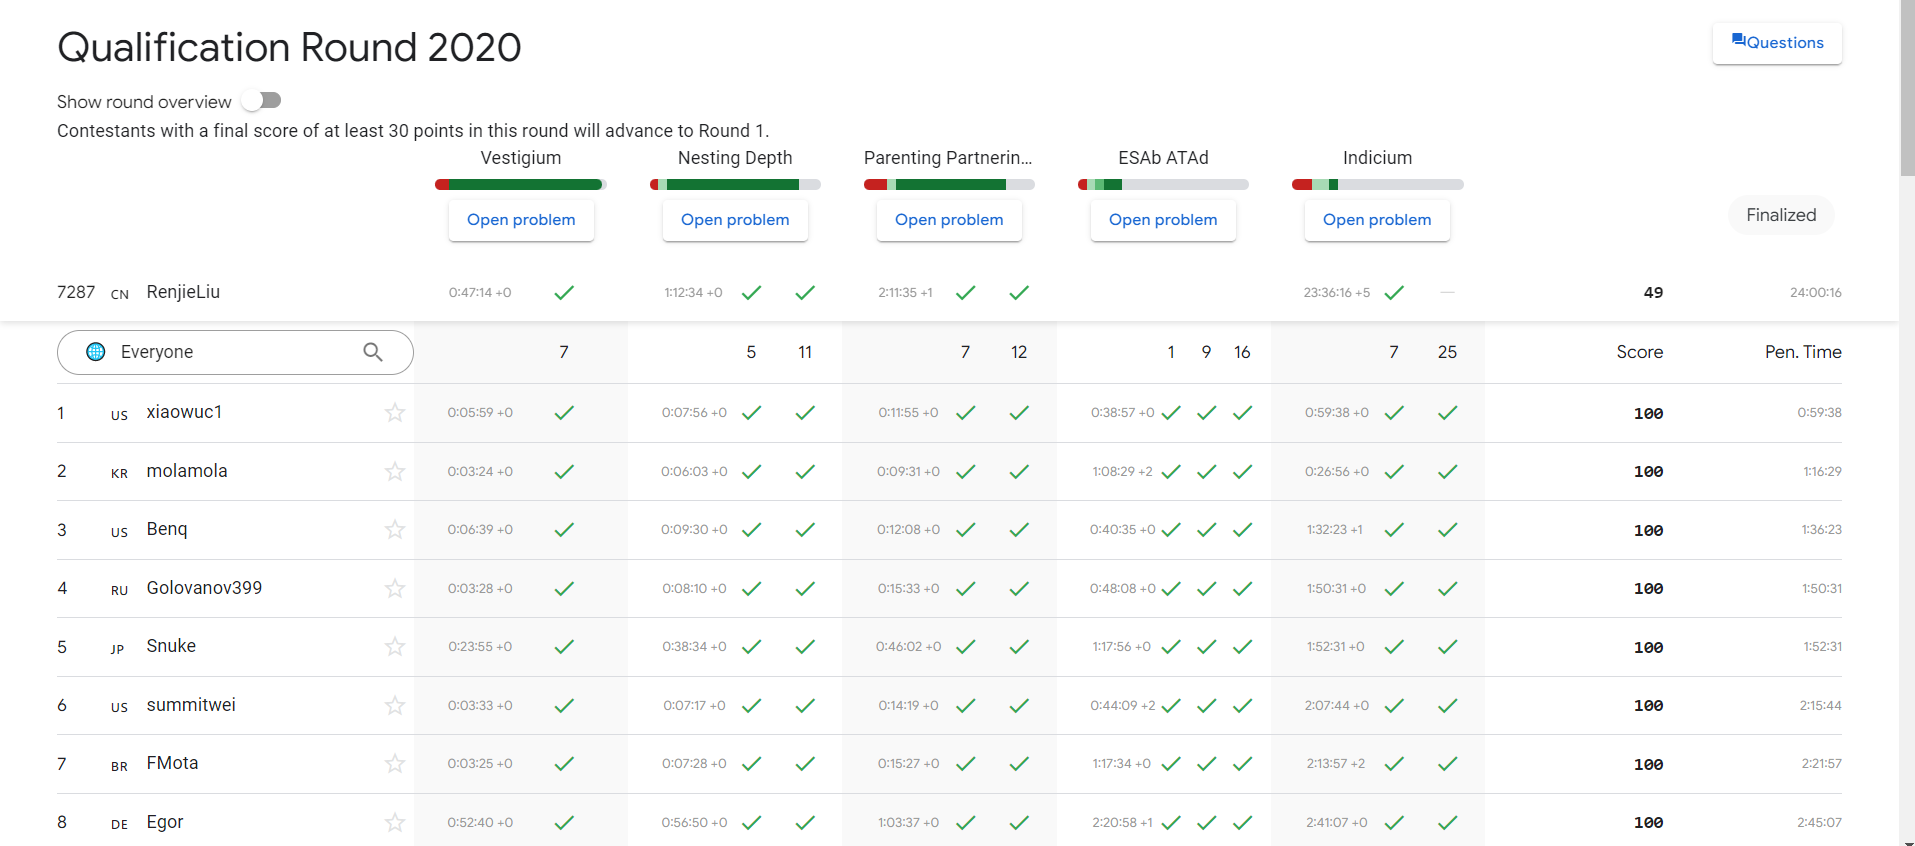 Qualification Round 2020
Questions
Show round overview
Contestants with a final score of at least 30 points in this round will advance to Round 1.
Vestigium Nesting Depth Parenting Partnerin... ESAb ATAd Indicium
Open problem Open problem Open problem Open problem Open problem
Finalized
7287 CN RenjieLiu 0:47:14 +0 1:12:34 +0 2:11:35 +1 23:36:16 +5 — 49 24:00:16
Everyone 7 5 11 7 12 1 9 16 7 25 Score Pen. Time
1 US xiaowuc1 0:05:59 +0 0:07:56 +0 0:11:55 +0 0:38:57 +0 0:59:38 +0 100 0:59:38
2 KR molamola 0:03:24 +0 0:06:03 +0 0:09:31 +0 1:08:29 +2 0:26:56 +0 100 1:16:29
3 US Benq 0:06:39 +0 0:09:30 +0 0:12:08 +0 0:40:35 +0 1:32:23 +1 100 1:36:23
4 RU Golovanov399 0:03:28 +0 0:08:10 +0 0:15:33 +0 0:48:08 +0 1:50:31 +0 100 1:50:31
5 JP Snuke 0:23:55 +0 0:38:34 +0 0:46:02 +0 1:17:56 +0 1:52:31 +0 100 1:52:31
6 US summitwei 0:03:33 +0 0:07:17 +0 0:14:19 +0 0:44:09 +2 2:07:44 +0 100 2:15:44
7 BR FMota 0:03:25 +0 0:07:28 +0 0:15:27 +0 1:17:34 +0 2:13:57 +2 100 2:21:57
8 DE Egor 0:52:40 +0 0:56:50 +0 1:03:37 +0 2:20:58 +1 2:41:07 +0 100 2:45:07